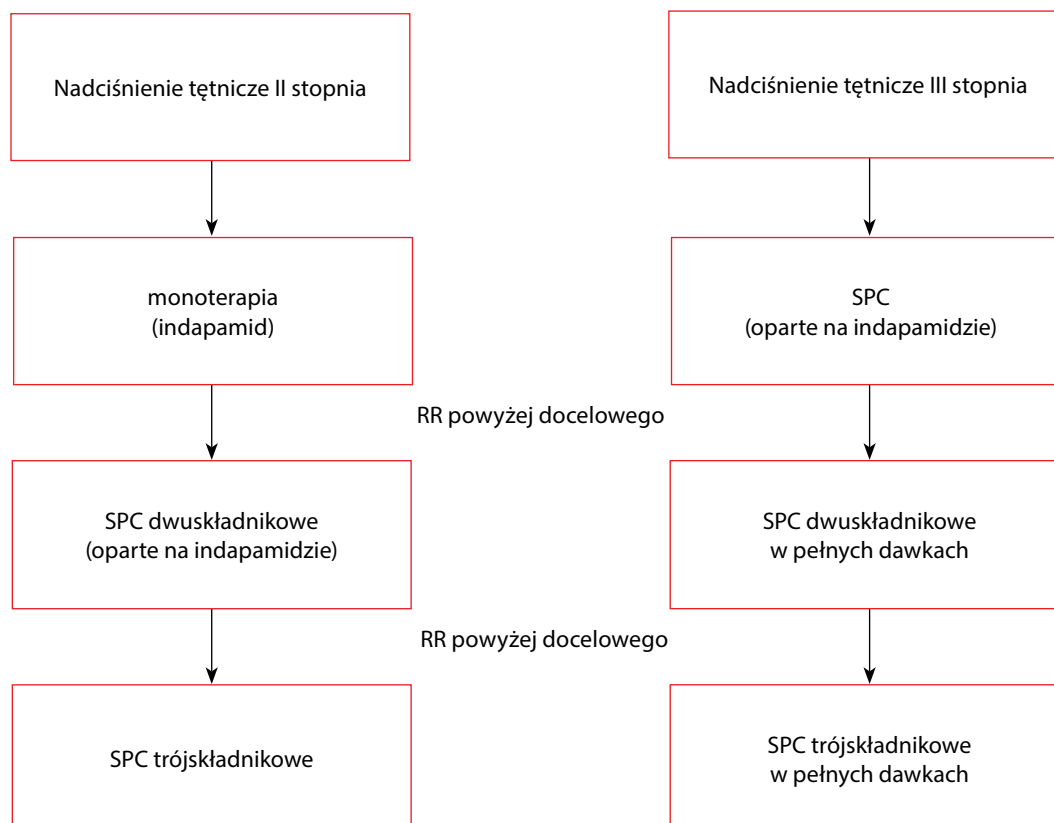 Nadciśnienie tętnicze II stopnia
Nadciśnienie tętnicze III stopnia
monoterapia
(indapamid)
SPC
(oparte na indapamidzie)
RR powyżej docelowego
SPC dwuskładnikowe
(oparte na indapamidzie)
SPC dwuskładnikowe
w pełnych dawkach
RR powyżej docelowego
SPC trójskładnikowe
SPC trójskładnikowe
w pełnych dawkach